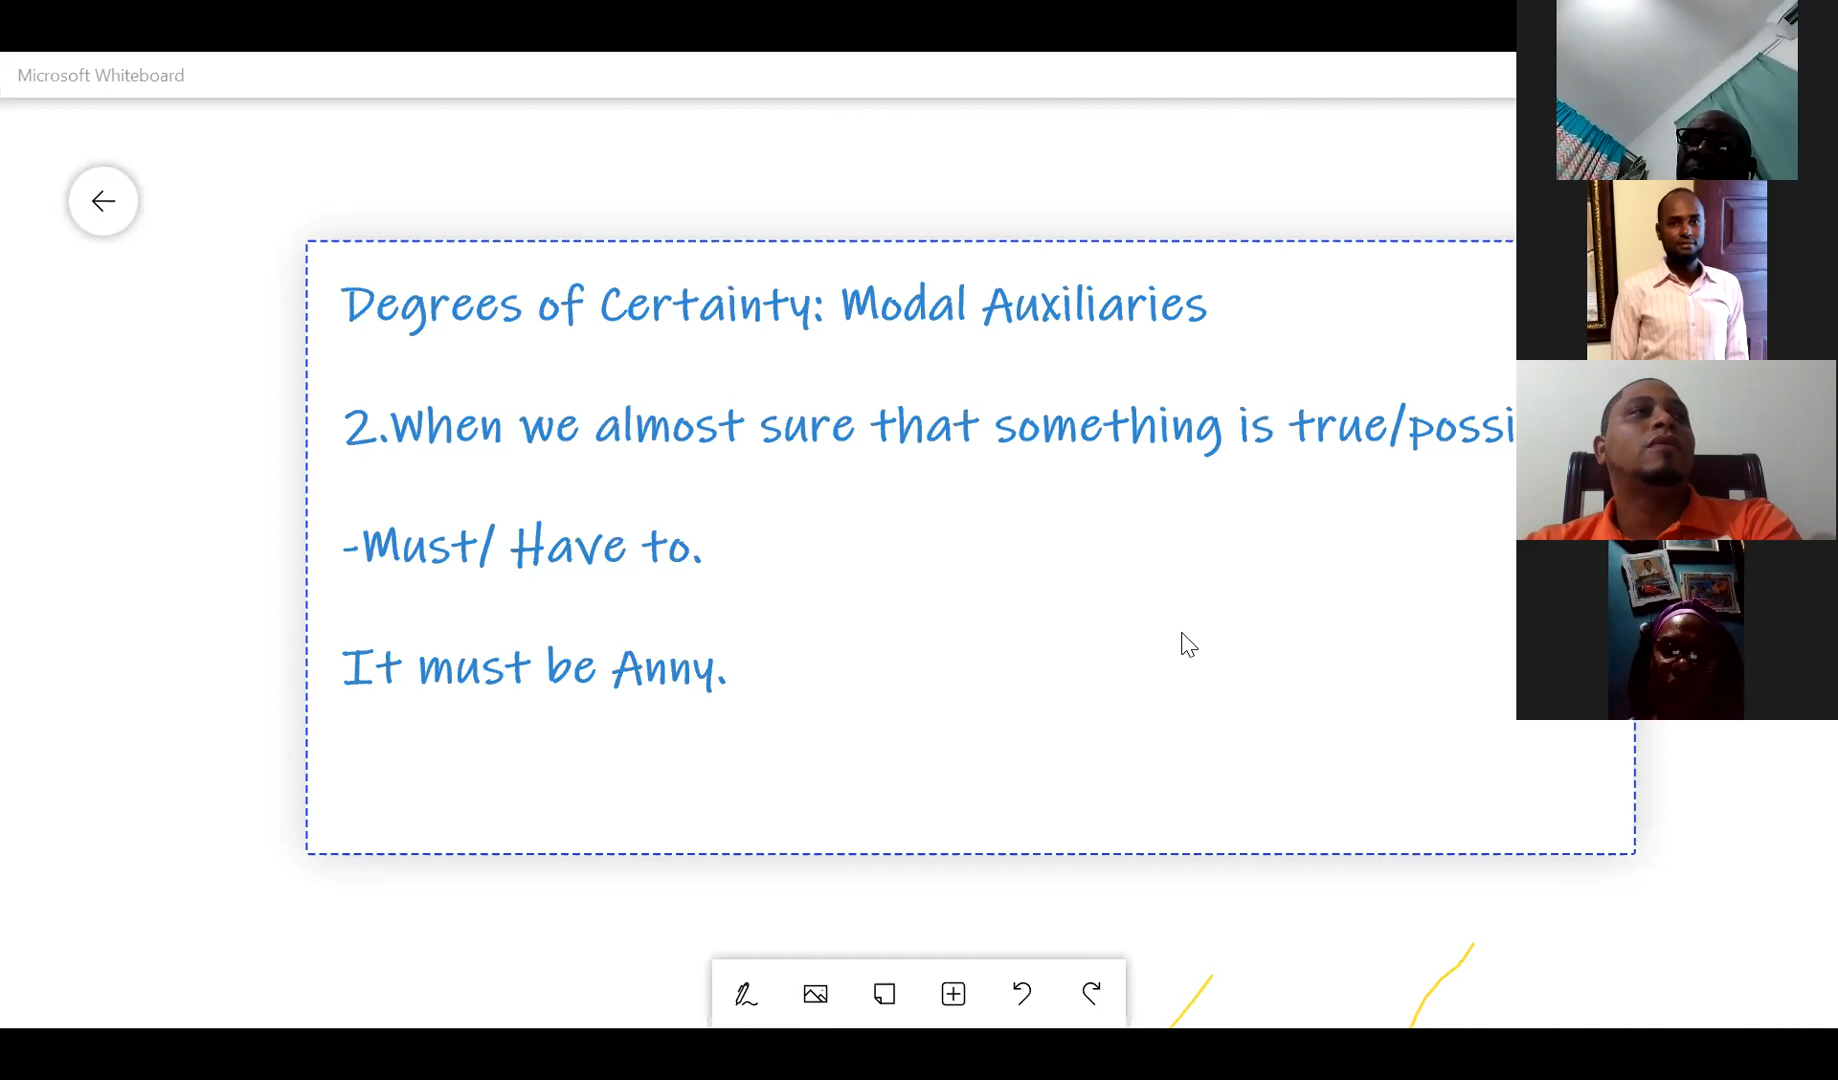 Microsoft Whiteboard
Degrees of Certainty: Modal Auxiliaries
2.When we almost sure that something is true/possi
-Must/ Have to.
It must be Anny.